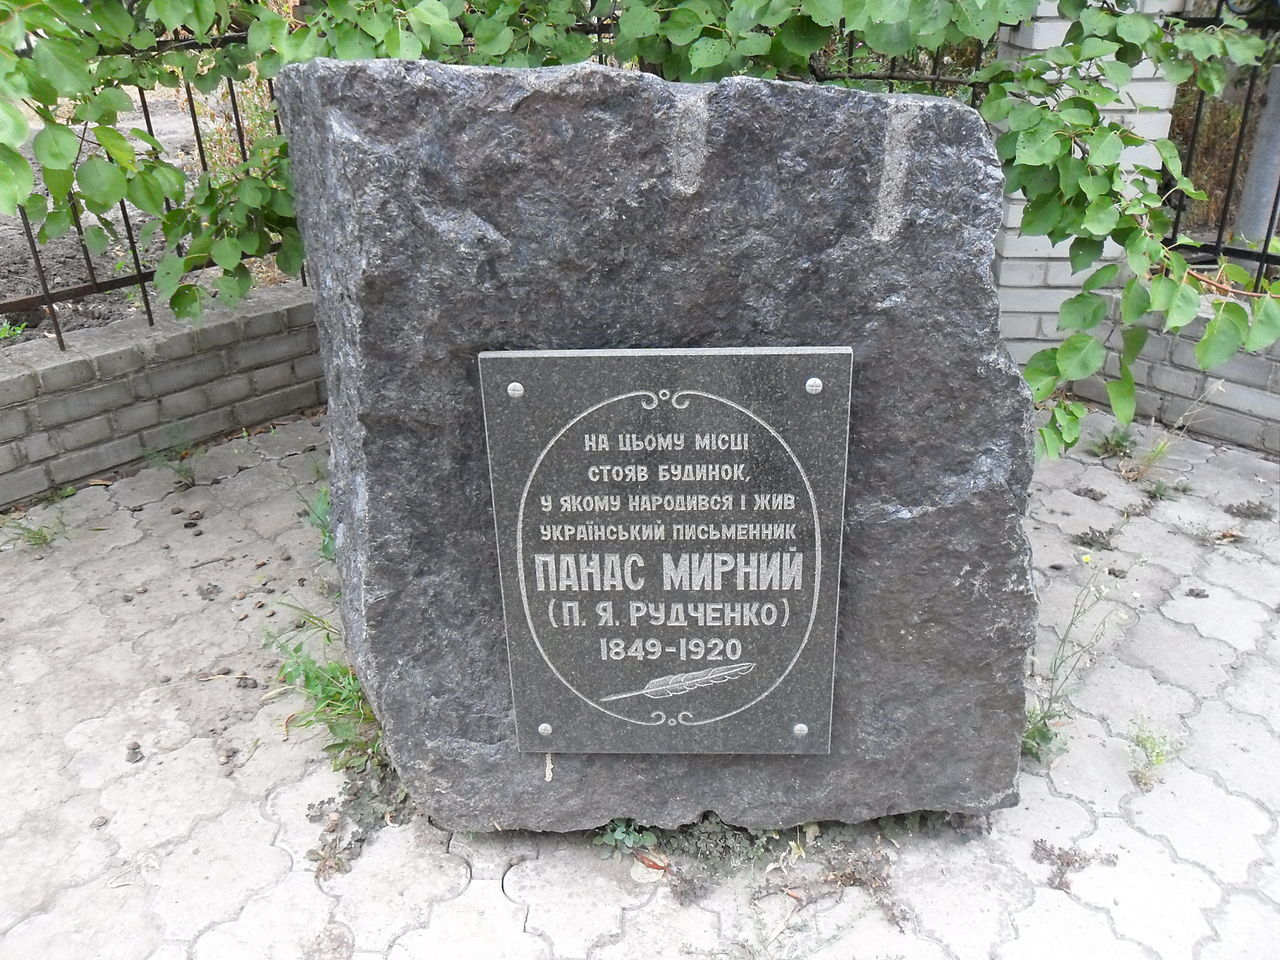 НА ЦЬОМУ МІСЦІ
СТОЯВ БУДИНОК,
У ЯКОМУ НАРОДИВСЯ І ЖИВ
УКРАЇНСЬКИЙ ПИСЬМЕННИК
ПАНАС МИРНИЙ
(П. Я. РУДЧЕНКО)
1849-1920